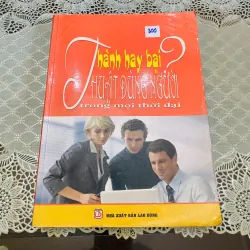 300
Thành hay bại?
THUẬT DÙNG NGƯỜI
trong mọi thời đại
NHÀ XUẤT BẢN LAO ĐỘNG